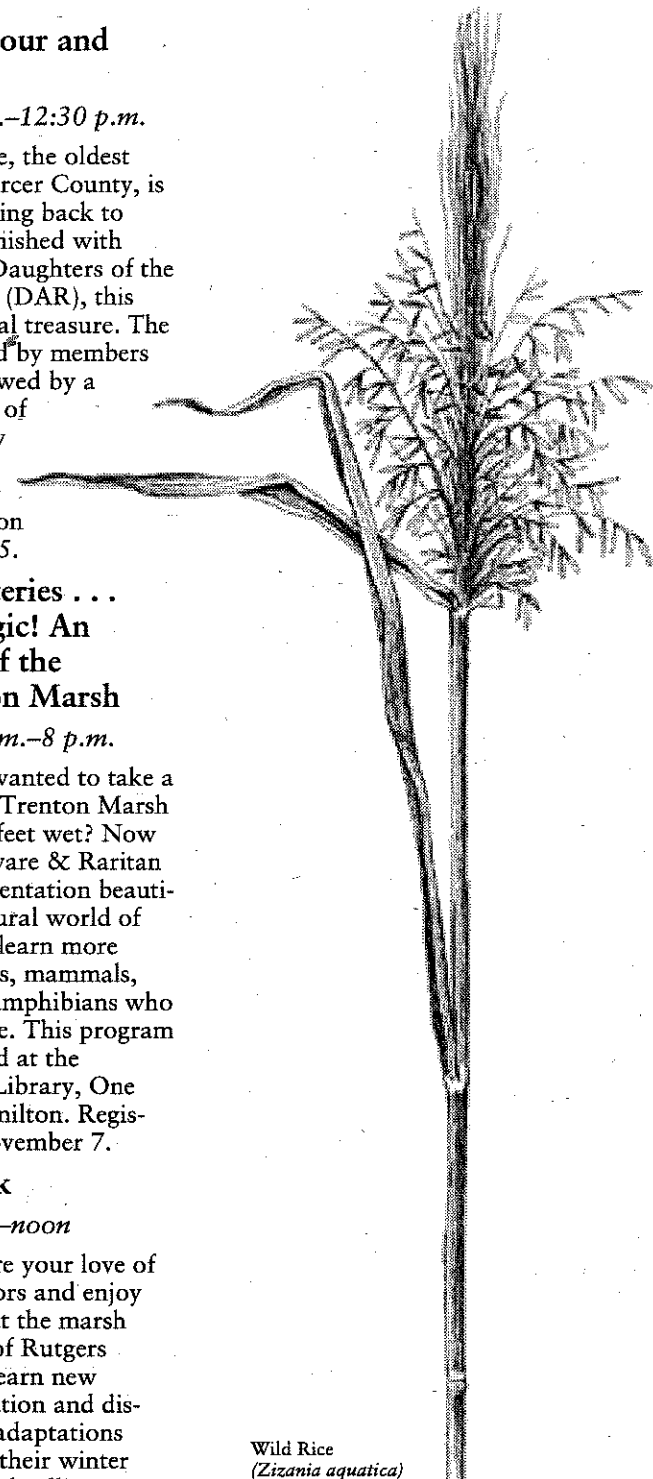 our and
.–12:30 p.m.
e, the oldest
rcer County, is
ing back to
nished with
Daughters of the
(DAR), this
al treasure. The
d by members
wed by a
of
y
on
5.
teries . . .
gic! An
f the
on Marsh
m.–8 p.m.
wanted to take a
Trenton Marsh
feet wet? Now
ware & Raritan
entation beauti-
ural world of
learn more
s, mammals,
amphibians who
e. This program
d at the
Library, One
milton. Regis-
vember 7.
k
–noon
re your love of
ors and enjoy
t the marsh
of Rutgers
earn new
tion and dis-
adaptations
their winter
Wild Rice
(Zizania aquatica)